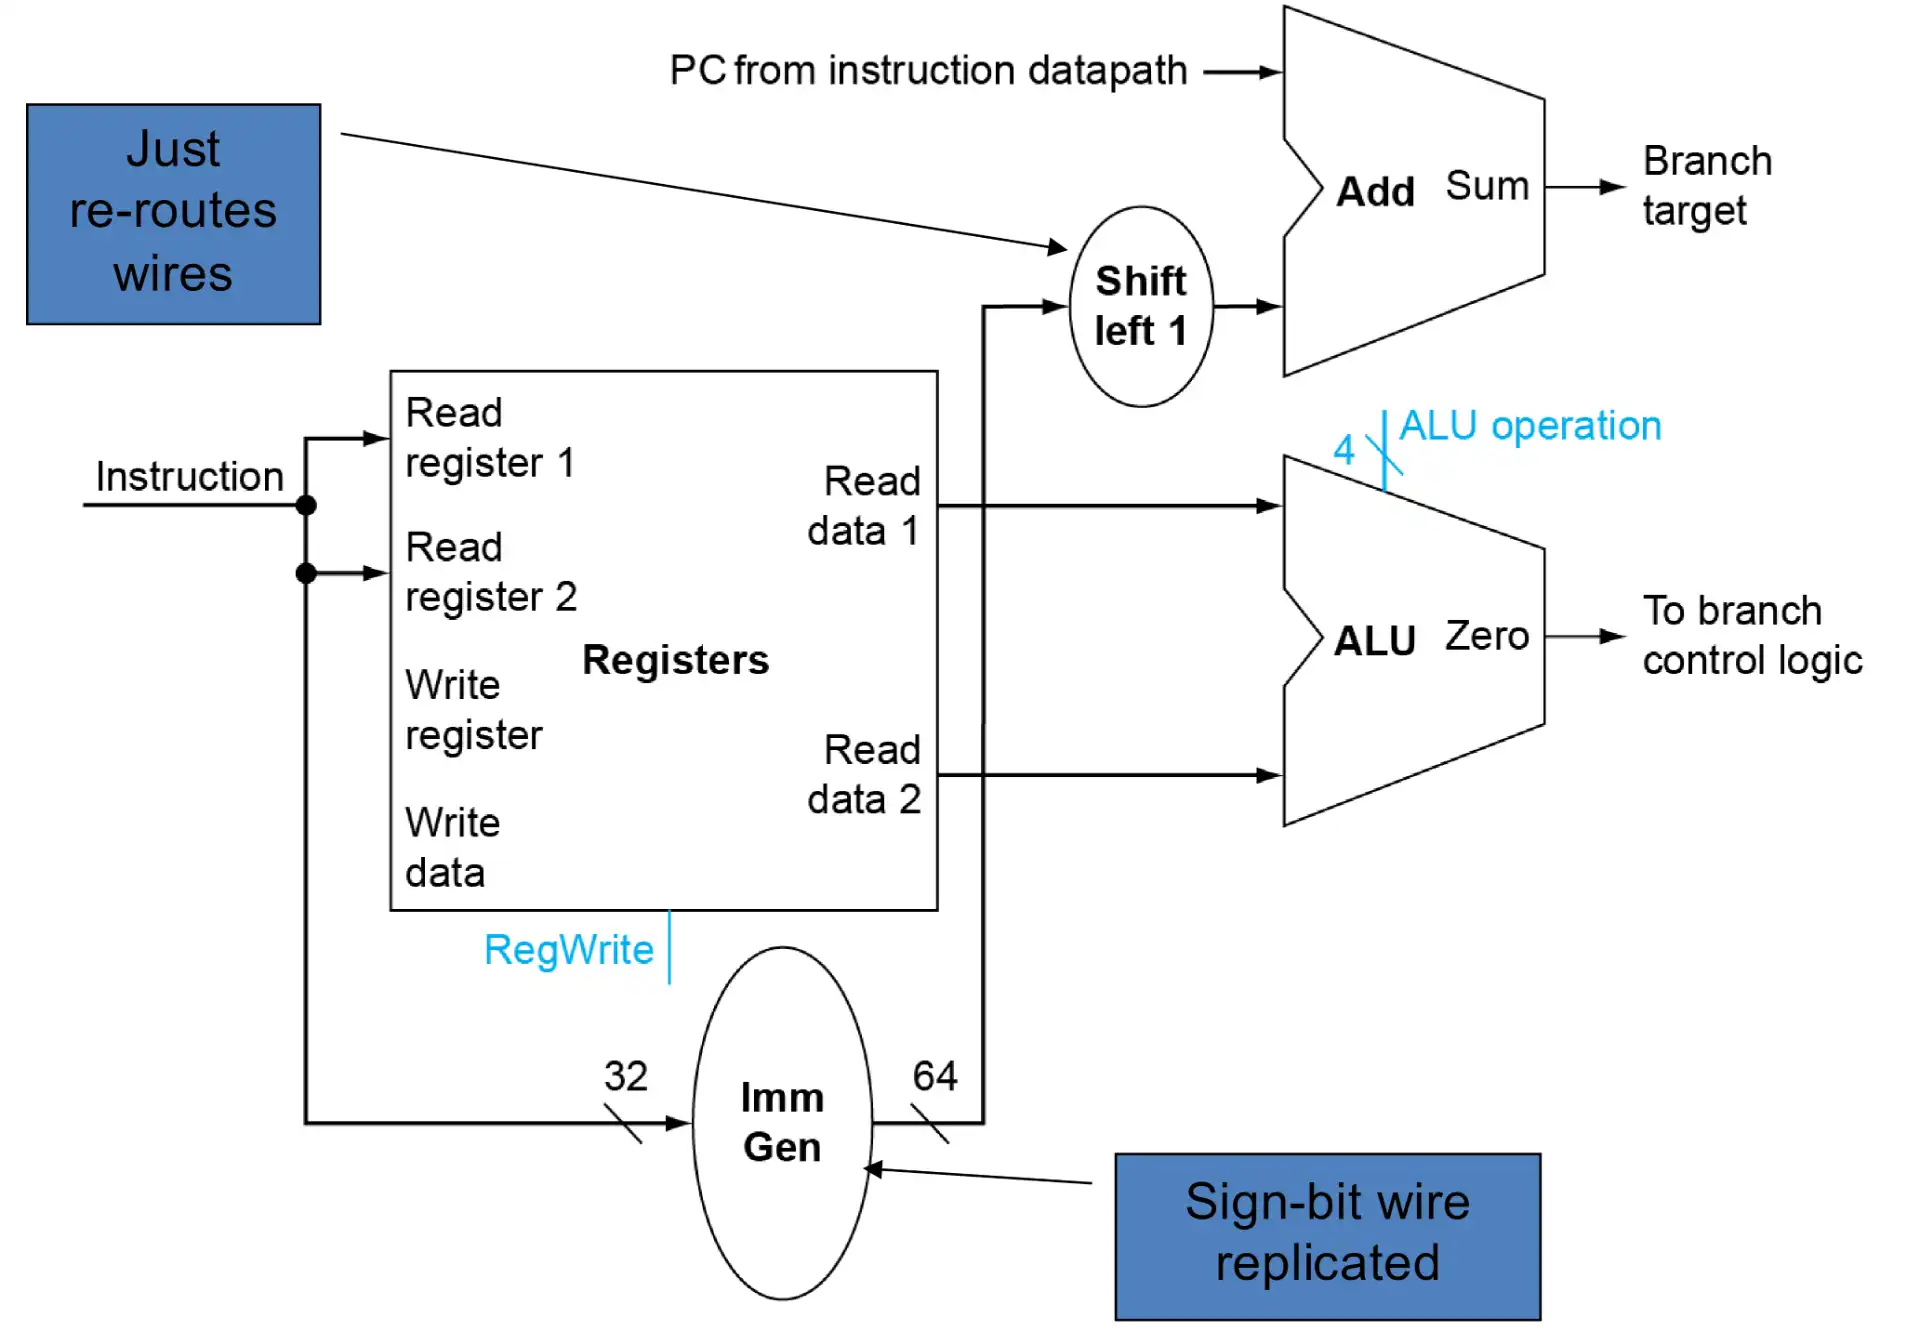 PC from instruction datapath
Just
re-routes
wires
Add
Sum
Branch
target
Shift
left 1
Instruction
Read
register 1
Read
register 2
Write
register
Write
data
Registers
Read
data 1
Read
data 2
RegWrite
4
ALU operation
ALU
Zero
To branch
control logic
32
Imm
Gen
64
Sign-bit wire
replicated